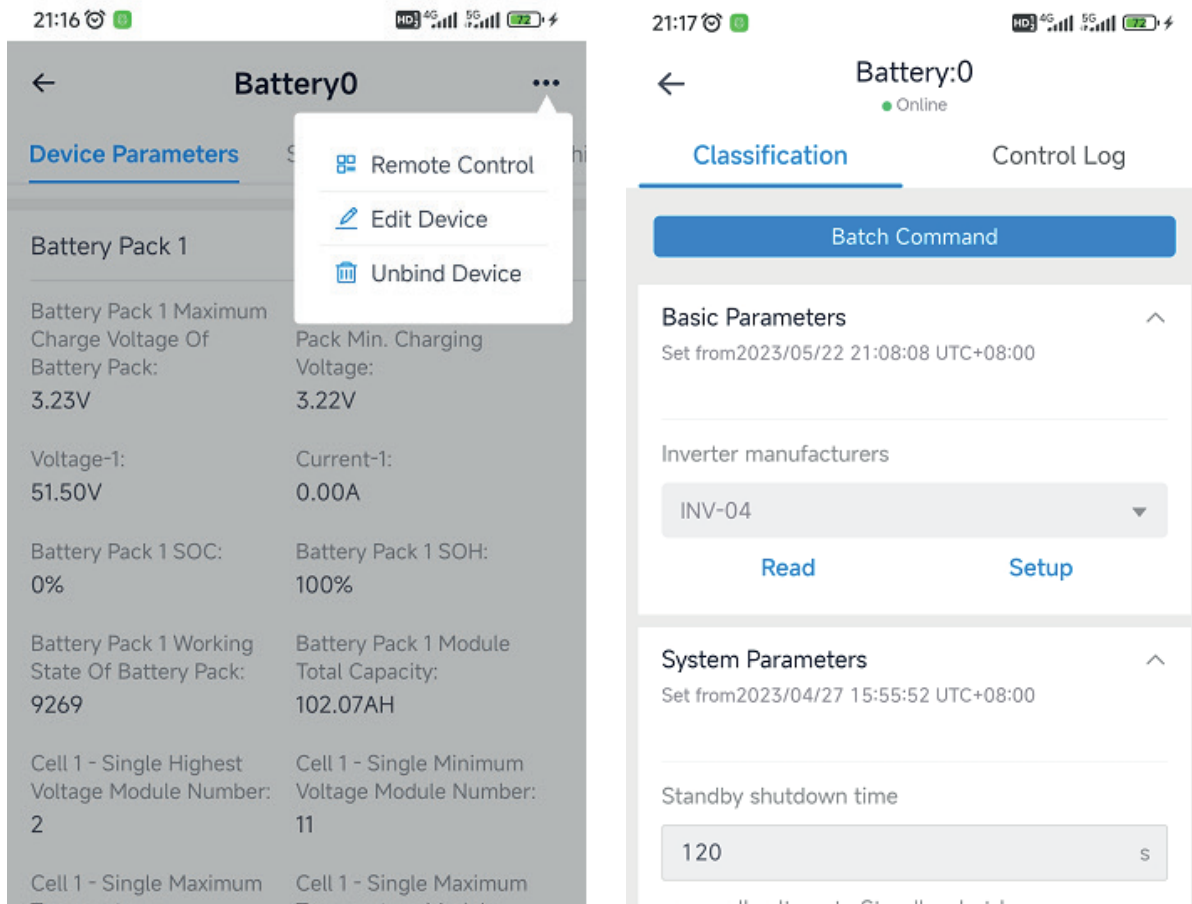 21:16
HD 4G 5G 72
Battery0
Device Parameters
Remote Control
Edit Device
Unbind Device
Battery Pack 1
Battery Pack 1 Maximum
Charge Voltage Of
Battery Pack:
3.23V
Pack Min. Charging
Voltage:
3.22V
Voltage-1:
51.50V
Current-1:
0.00A
Battery Pack 1 SOC:
0%
Battery Pack 1 SOH:
100%
Battery Pack 1 Working
State Of Battery Pack:
9269
Battery Pack 1 Module
Total Capacity:
102.07AH
Cell 1 - Single Highest
Voltage Module Number:
2
Cell 1 - Single Minimum
Voltage Module Number:
11
Cell 1 - Single Maximum
Cell 1 - Single Maximum
21:17
HD 4G 5G 72
Battery:0
Online
Classification
Control Log
Batch Command
Basic Parameters
Set from2023/05/22 21:08:08 UTC+08:00
Inverter manufacturers
INV-04
Read
Setup
System Parameters
Set from2023/04/27 15:55:52 UTC+08:00
Standby shutdown time
120
s